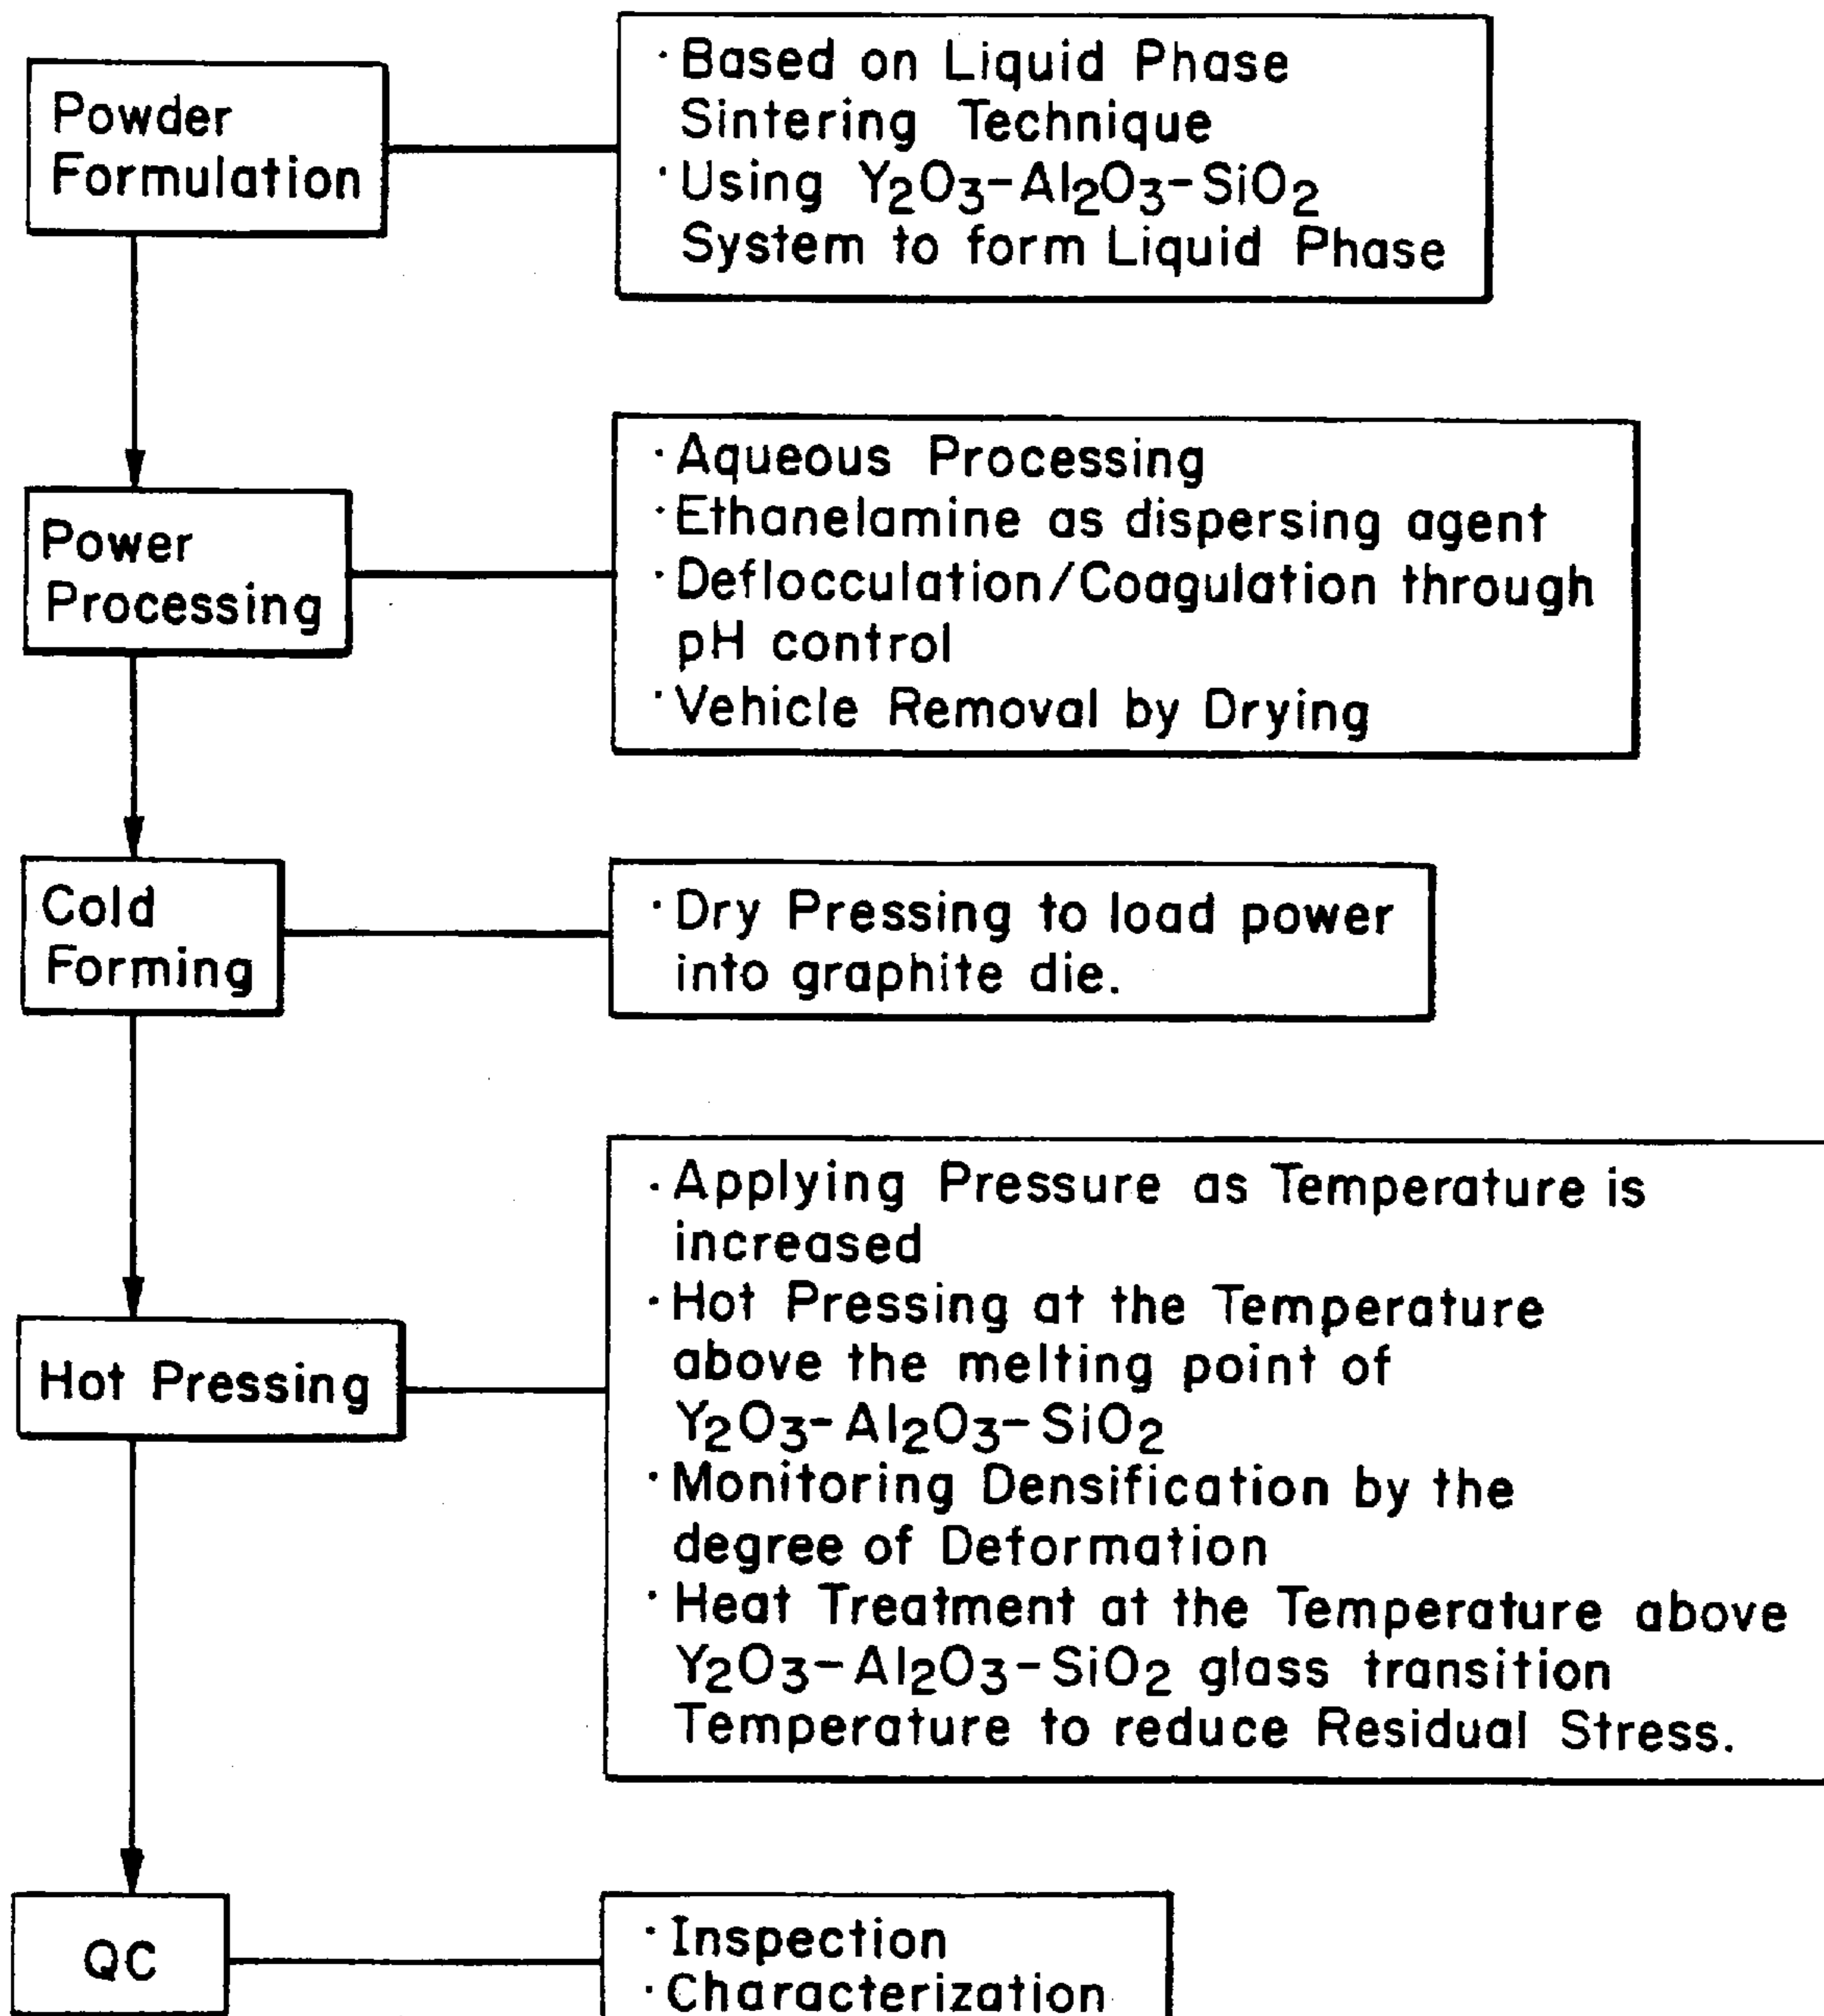 Powder
Formulation
·Based on Liquid Phase
Sintering Technique
·Using Y₂O₃-Al₂O₃-SiO₂
System to form Liquid Phase
Power
Processing
·Aqueous Processing
·Ethanelamine as dispersing agent
·Deflocculation/Coagulation through
pH control
·Vehicle Removal by Drying
Cold
Forming
·Dry Pressing to load power
into graphite die.
Hot Pressing
·Applying Pressure as Temperature is
increased
·Hot Pressing at the Temperature
above the melting point of
Y₂O₃-Al₂O₃-SiO₂
·Monitoring Densification by the
degree of Deformation
·Heat Treatment at the Temperature above
Y₂O₃-Al₂O₃-SiO₂ glass transition
Temperature to reduce Residual Stress.
QC
·Inspection
·Characterization